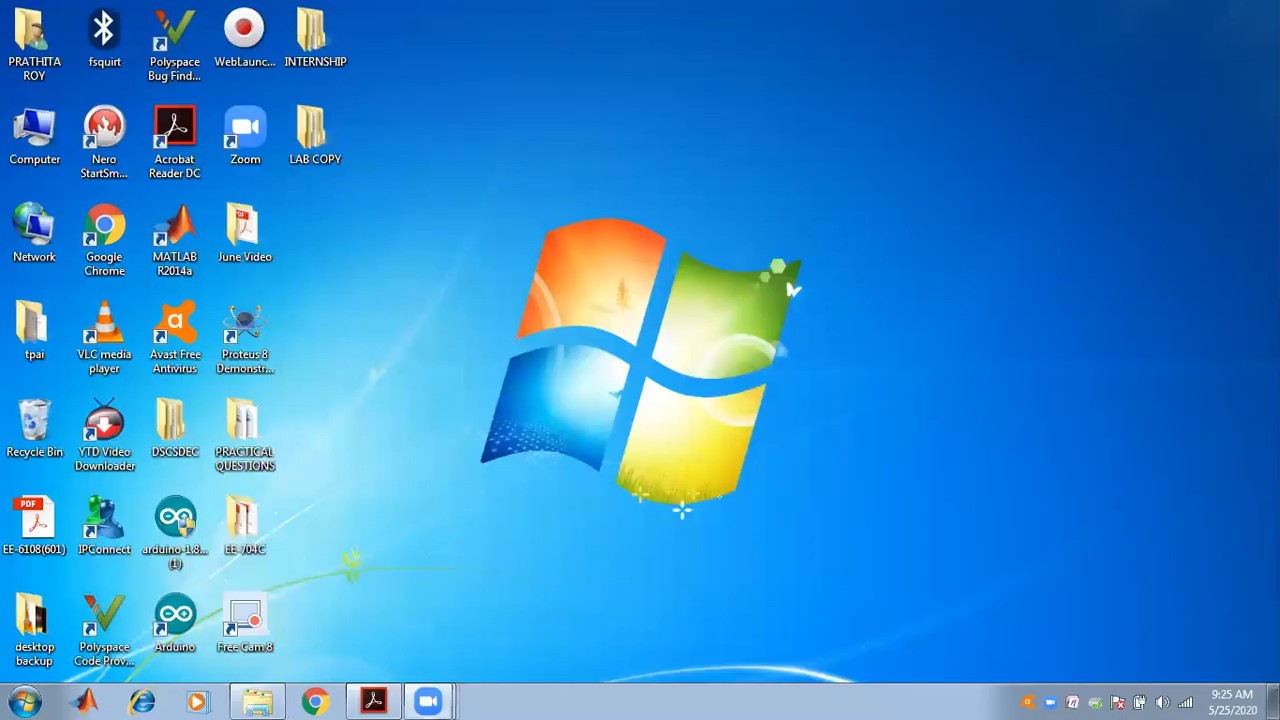 PRATHITA
ROY
fsquirt
Polyspace
Bug Find...
WebLaunc...
INTERNSHIP
Computer
Nero
StartSm...
Acrobat
Reader DC
Zoom
LAB COPY
Network
Google
Chrome
MATLAB
R2014a
June Video
tpai
VLC media
player
Avast Free
Antivirus
Proteus 8
Demonstr...
Recycle Bin
YTD Video
Downloader
DSCSDEC
PRACTICAL
QUESTIONS
PDF
EE-6108(601)
IPConnect
arduino-1.8...
(1)
EE-704C
desktop
backup
Polyspace
Code Prov...
Arduino
Free Cam 8
9:25 AM
5/25/2020